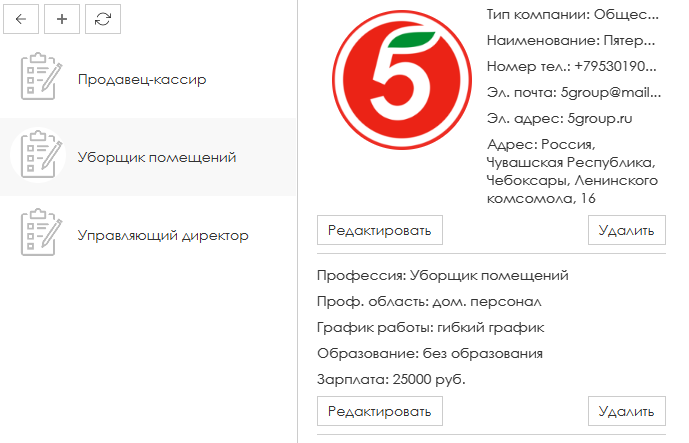 Продавец-кассир
Уборщик помещений
Управляющий директор
5
Тип компании: Общес...
Наименование: Пятер...
Номер тел.: +79530190...
Эл. почта: 5group@mail...
Эл. адрес: 5group.ru
Адрес: Россия,
Чувашская Республика,
Чебоксары, Ленинского
комсомола, 16
Редактировать
Удалить
Профессия: Уборщик помещений
Проф. область: дом. персонал
График работы: гибкий график
Образование: без образования
Зарплата: 25000 руб.
Редактировать
Удалить